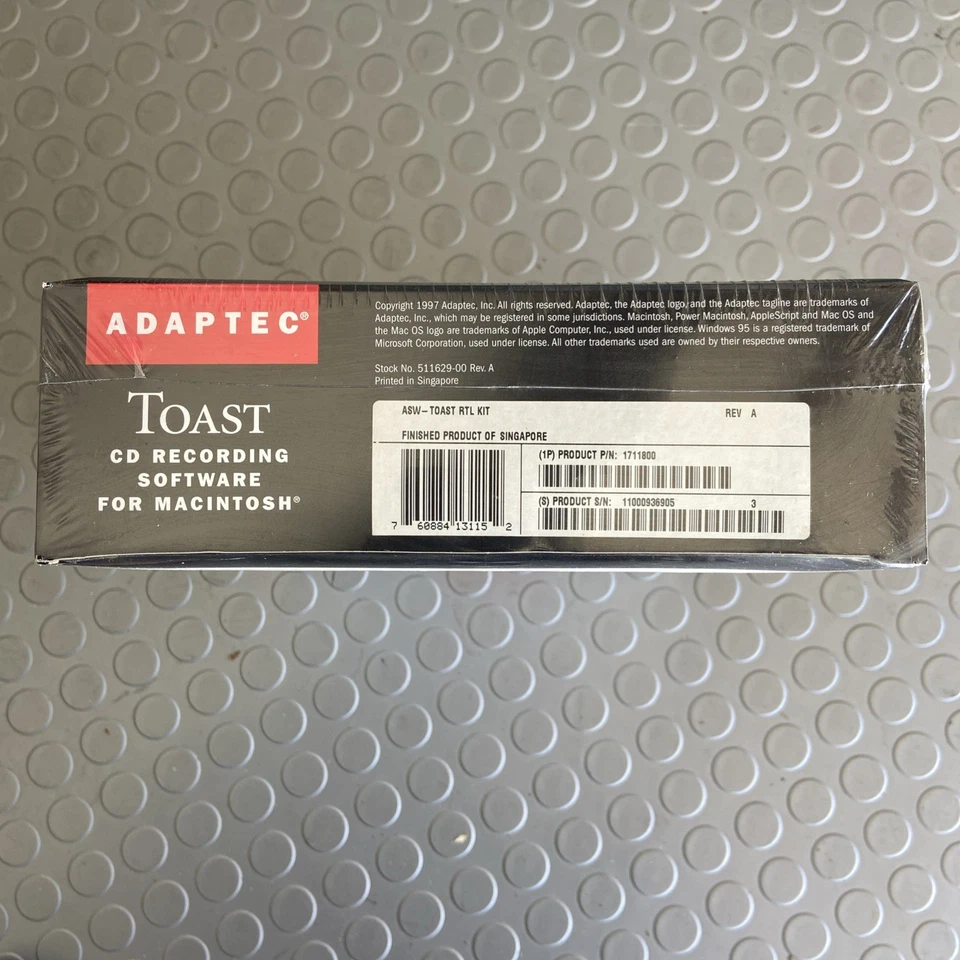 ADAPTEC®
TOAST
CD RECORDING
SOFTWARE
FOR MACINTOSH®
Copyright 1997 Adaptec, Inc. All rights reserved. Adaptec, the Adaptec logo, and the Adaptec tagline are trademarks of
Adaptec, Inc., which may be registered in some jurisdictions. Macintosh, Power Macintosh, AppleScript and Mac OS and
the Mac OS logo are trademarks of Apple Computer, Inc., used under license. Windows 95 is a registered trademark of
Microsoft Corporation, used under license. All other trademarks used are owned by their respective owners.
Stock No. 511629-00 Rev. A
Printed in Singapore
ASW-TOAST RTL KIT REV A
FINISHED PRODUCT OF SINGAPORE
(1P) PRODUCT P/N: 1711800
(S) PRODUCT S/N: 11000936905 3
7 60884 13115 2